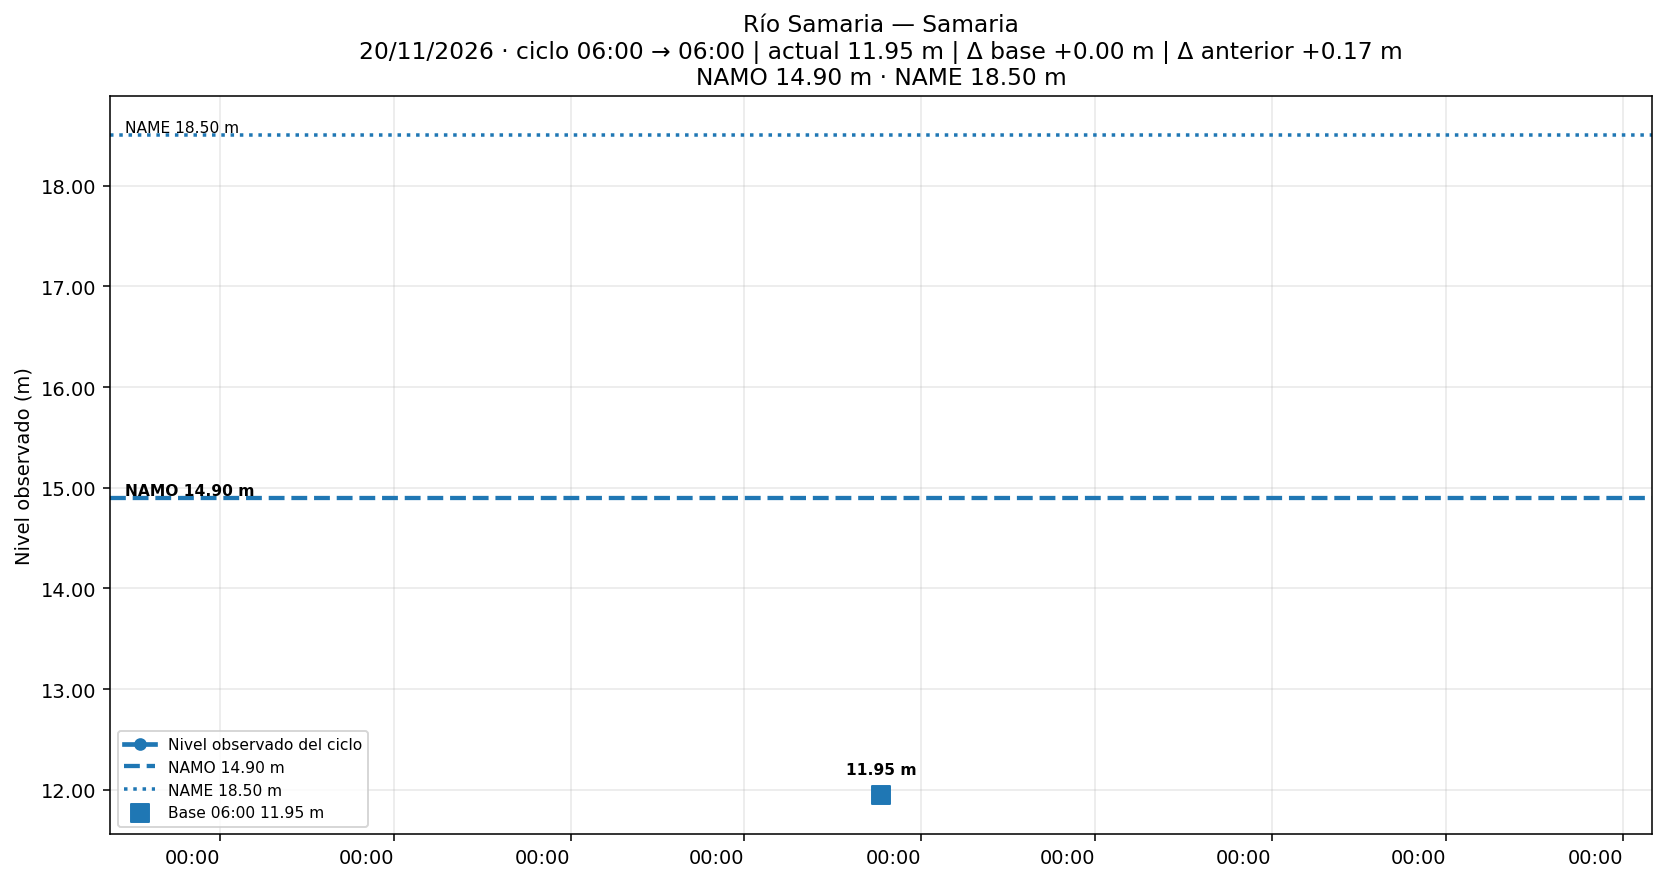 Río Samaria — Samaria
20/11/2026 · ciclo 06:00 → 06:00 | actual 11.95 m | Δ base +0.00 m | Δ anterior +0.17 m
NAMO 14.90 m · NAME 18.50 m
NAME 18.50 m
18.00
17.00
16.00
15.00
14.00
13.00
12.00
Nivel observado (m)
NAMO 14.90 m
11.95 m
Nivel observado del ciclo
NAMO 14.90 m
NAME 18.50 m
Base 06:00 11.95 m
00:00 00:00 00:00 00:00 00:00 00:00 00:00 00:00 00:00